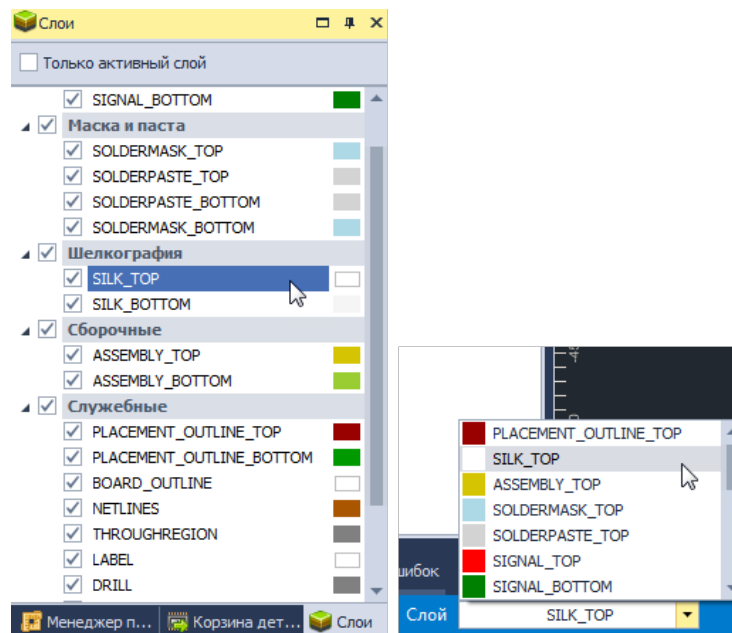 Слои
Только активный слой
SIGNAL_BOTTOM
Маска и паста
SOLDERMASK_TOP
SOLDERPASTE_TOP
SOLDERPASTE_BOTTOM
SOLDERMASK_BOTTOM
Шелкография
SILK_TOP
SILK_BOTTOM
Сборочные
ASSEMBLY_TOP
ASSEMBLY_BOTTOM
Служебные
PLACEMENT_OUTLINE_TOP
PLACEMENT_OUTLINE_BOTTOM
BOARD_OUTLINE
NETLINES
THROUGHREGION
LABEL
DRILL
Менеджер п... Корзина дет... Слои
PLACEMENT_OUTLINE_TOP
SILK_TOP
ASSEMBLY_TOP
SOLDERMASK_TOP
SOLDERPASTE_TOP
SIGNAL_TOP
SIGNAL_BOTTOM
шибок
Слой SILK_TOP